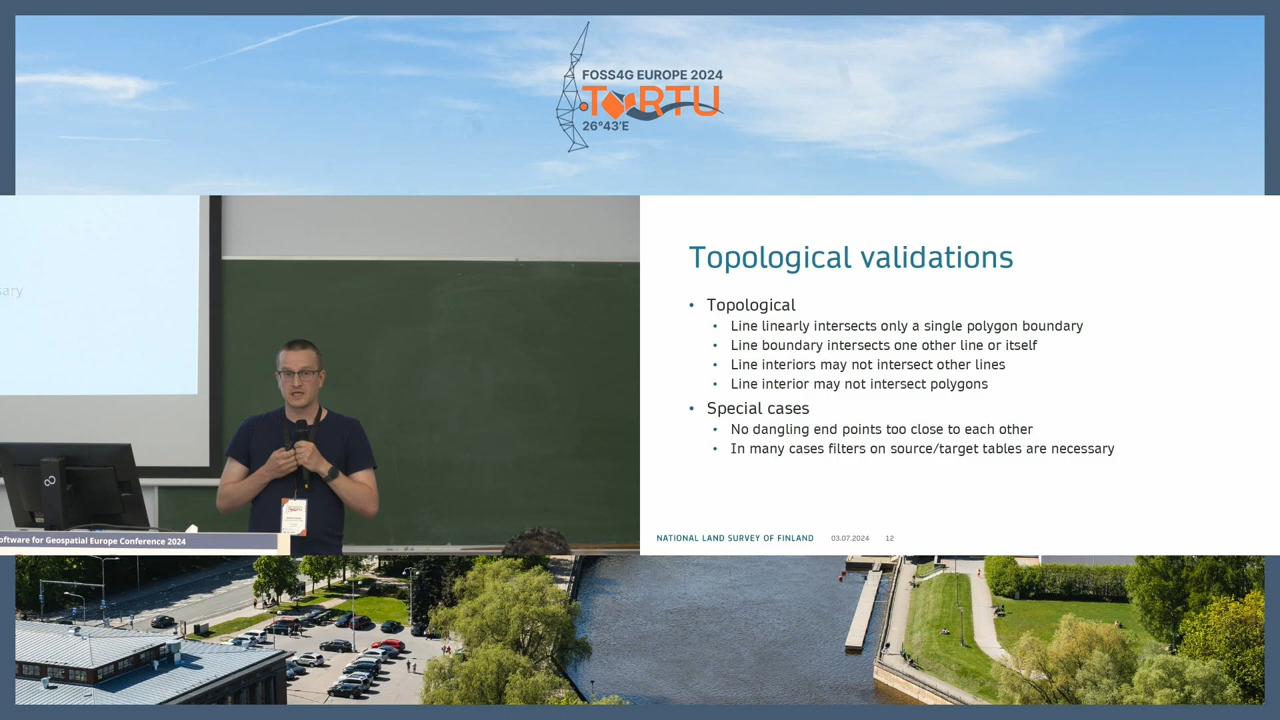 FOSS4G EUROPE 2024
TARTU
26°43'E
sary
oftware for Geospatial Europe Conference 2024
Topological validations
• Topological
• Line linearly intersects only a single polygon boundary
• Line boundary intersects one other line or itself
• Line interiors may not intersect other lines
• Line interior may not intersect polygons
• Special cases
• No dangling end points too close to each other
• In many cases filters on source/target tables are necessary
NATIONAL LAND SURVEY OF FINLAND 03.07.2024 12